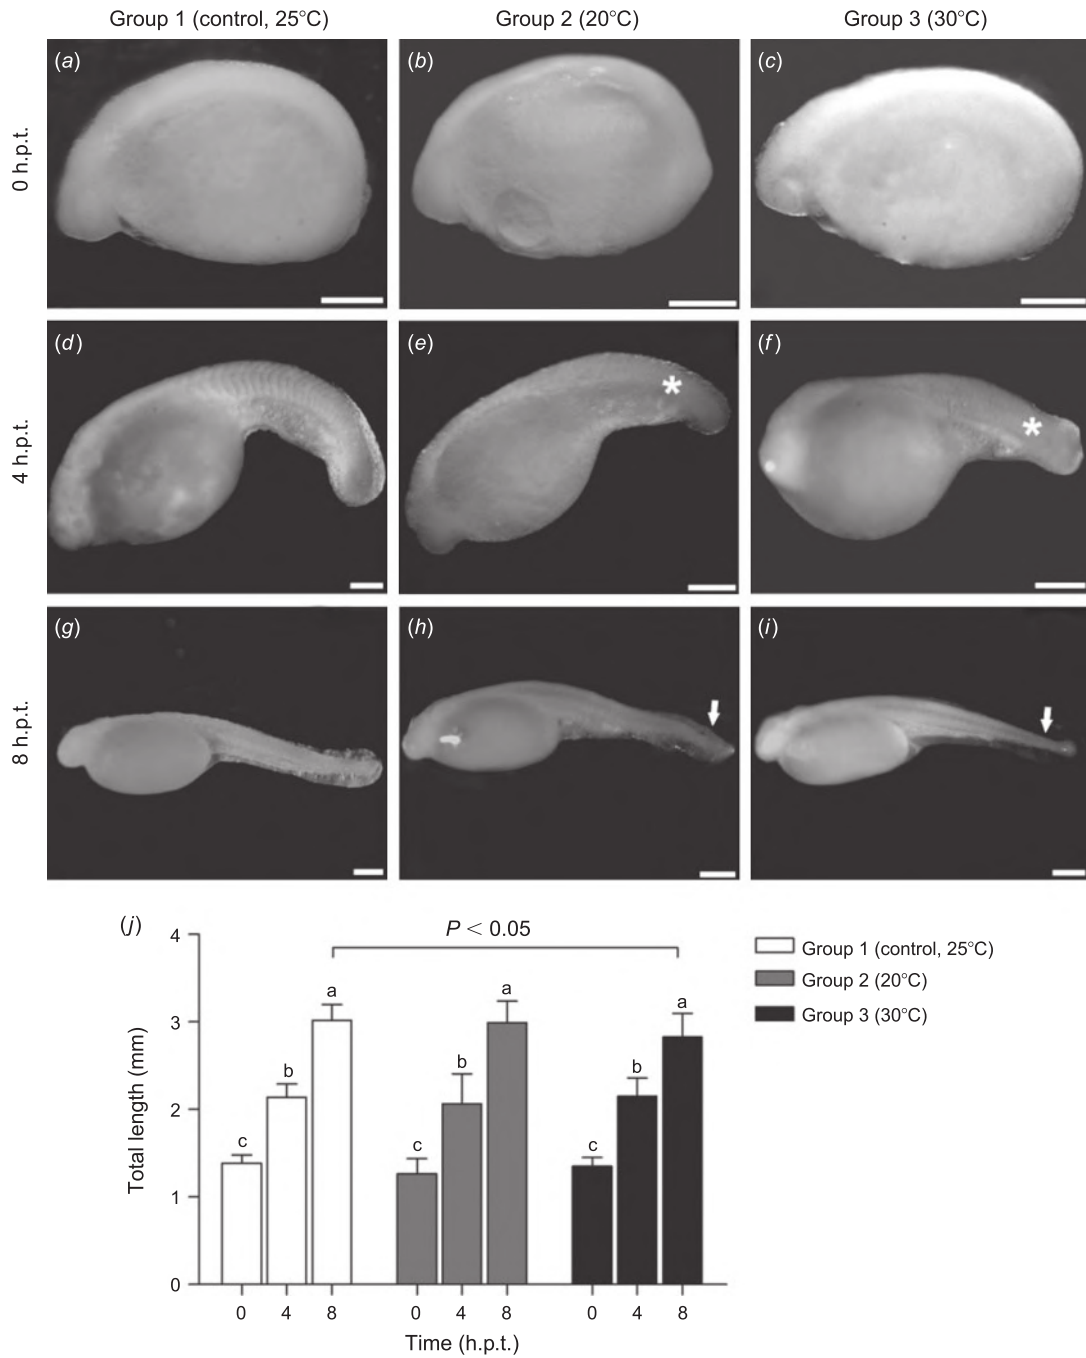 Group 1 (control, 25°C) Group 2 (20°C) Group 3 (30°C)
0 h.p.t.
(a) (b) (c)
4 h.p.t.
(d) (e) (f)
* *
8 h.p.t.
(g) (h) (i)
(j)
P < 0.05
Group 1 (control, 25°C)
Group 2 (20°C)
Group 3 (30°C)
Total length (mm)
4
3
2
1
0
c b a c b a c b a
0 4 8 0 4 8 0 4 8
Time (h.p.t.)